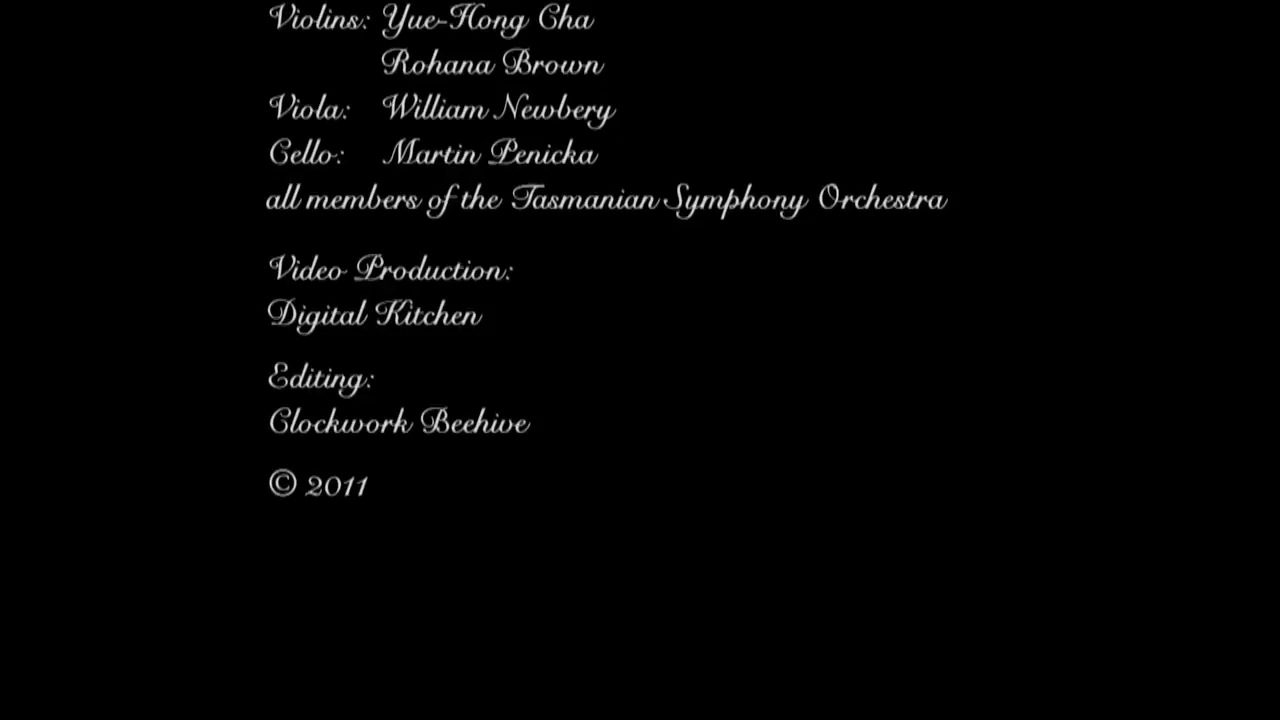 Violins: Yue-Hong Cha
Rohana Brown
Viola: William Newbery
Cello: Martin Penicka
all members of the Tasmanian Symphony Orchestra
Video Production:
Digital Kitchen
Editing:
Clockwork Beehive
© 2011